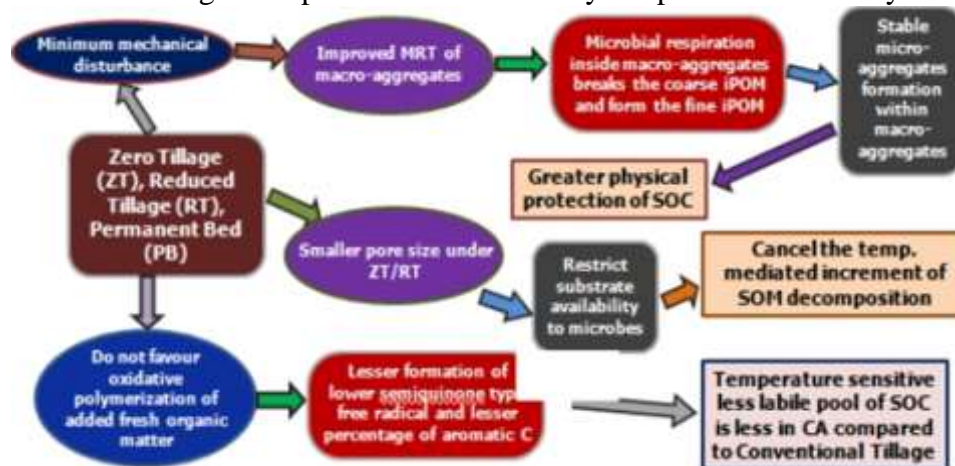 Minimum mechanical
disturbance
Improved MRT of
macro-aggregates
Microbial respiration
inside macro-aggregates
breaks the coarse iPOM
and form the fine iPOM
Stable
micro-
aggregates
formation
within
macro-
aggregates
Zero Tillage
(ZT), Reduced
Tillage (RT),
Permanent Bed
(PB)
Greater physical
protection of SOC
Smaller pore size under
ZT/RT
Restrict
substrate
availability
to microbes
Cancel the temp.
mediated increment of
SOM decomposition
Do not favour
oxidative
polymerization of
added fresh organic
matter
Lesser formation of
lower semiquinone typ
free radical and lesser
percentage of aromatic C
Temperature sensitive
less labile pool of SOC
is less in CA compared
to Conventional Tillage